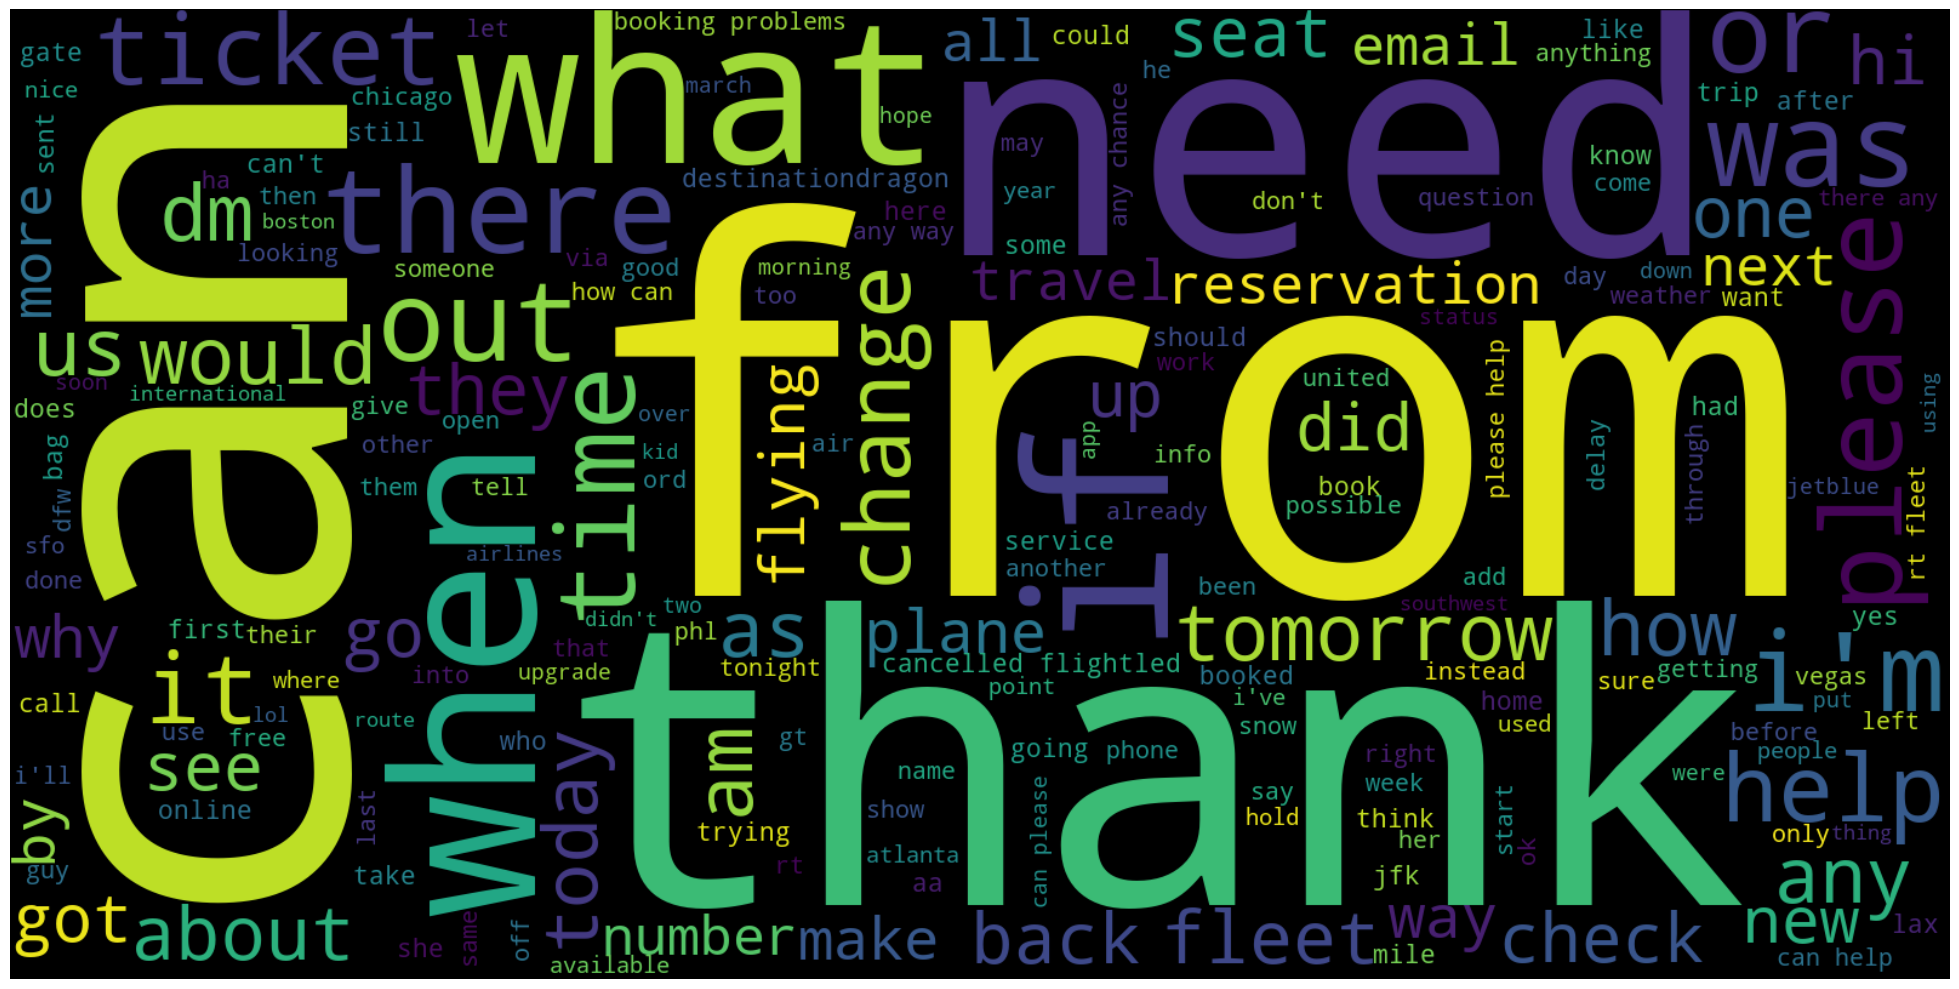 gate
ticket
let
booking problems
all
could
seat
email
like
anything
or
hi
nice
sent
chicago
what
march
hope
he
need
trip
after
can
still
can't
ha
then
boston
dm
there
destinationdragon
here
any way
may
year
any chance
some
don't
question
know
come
was
there any
one
more
looking
someone
via
good
how can
morning
too
from
change
travel
reservation
day
down
weather
want
next
please
us
would
out
soon
international
does
give
they
open
other
them
tell
time
over
kid
ord
flying
air
up
app
if
should
work
status
info
already
united
did
book
possible
please help
delay
had
through
using
jetblue
rt fleet
bag
dfw
sfo
done
airlines
when
service
another
been
add
southwest
yes
why
first
their
go
didn't
two
phl
that
into
upgrade
tonight
as
plane
cancelled flightled
point
tomorrow
booked
i've
instead
how
sure
getting
i'm
vegas
put
left
call
it
where
use
lol
free
route
who
thank
am
gt
going
phone
snow
home
used
before
people
i'll
see
online
last
today
trying
name
show
say
hold
right
week
think
her
start
ok
were
help
only
thing
by
guy
take
rt
atlanta
aa
can please
jfk
any
got
about
she
same
off
number
available
make
back
fleet
way
mile
check
new
lax
can help